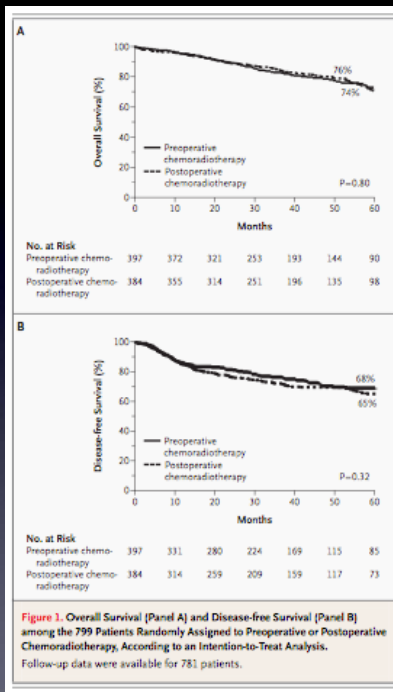 A
100
80
60
40
20
0
Overall Survival (%)
76%
74%
Preoperative
chemoradiotherapy
Postoperative
chemoradiotherapy
P=0.80
0 10 20 30 40 50 60
Months
No. at Risk
Preoperative chemo-
radiotherapy 397 372 321 253 193 144 90
Postoperative chemo-
radiotherapy 384 355 314 251 196 135 98
B
100
80
60
40
20
0
Disease-free Survival (%)
68%
65%
Preoperative
chemoradiotherapy
Postoperative
chemoradiotherapy
P=0.32
0 10 20 30 40 50 60
Months
No. at Risk
Preoperative chemo-
radiotherapy 397 331 280 224 169 115 85
Postoperative chemo-
radiotherapy 384 314 259 209 159 117 73
Figure 1. Overall Survival (Panel A) and Disease-free Survival (Panel B)
among the 799 Patients Randomly Assigned to Preoperative or Postoperative
Chemoradiotherapy, According to an Intention-to-Treat Analysis.
Follow-up data were available for 781 patients.